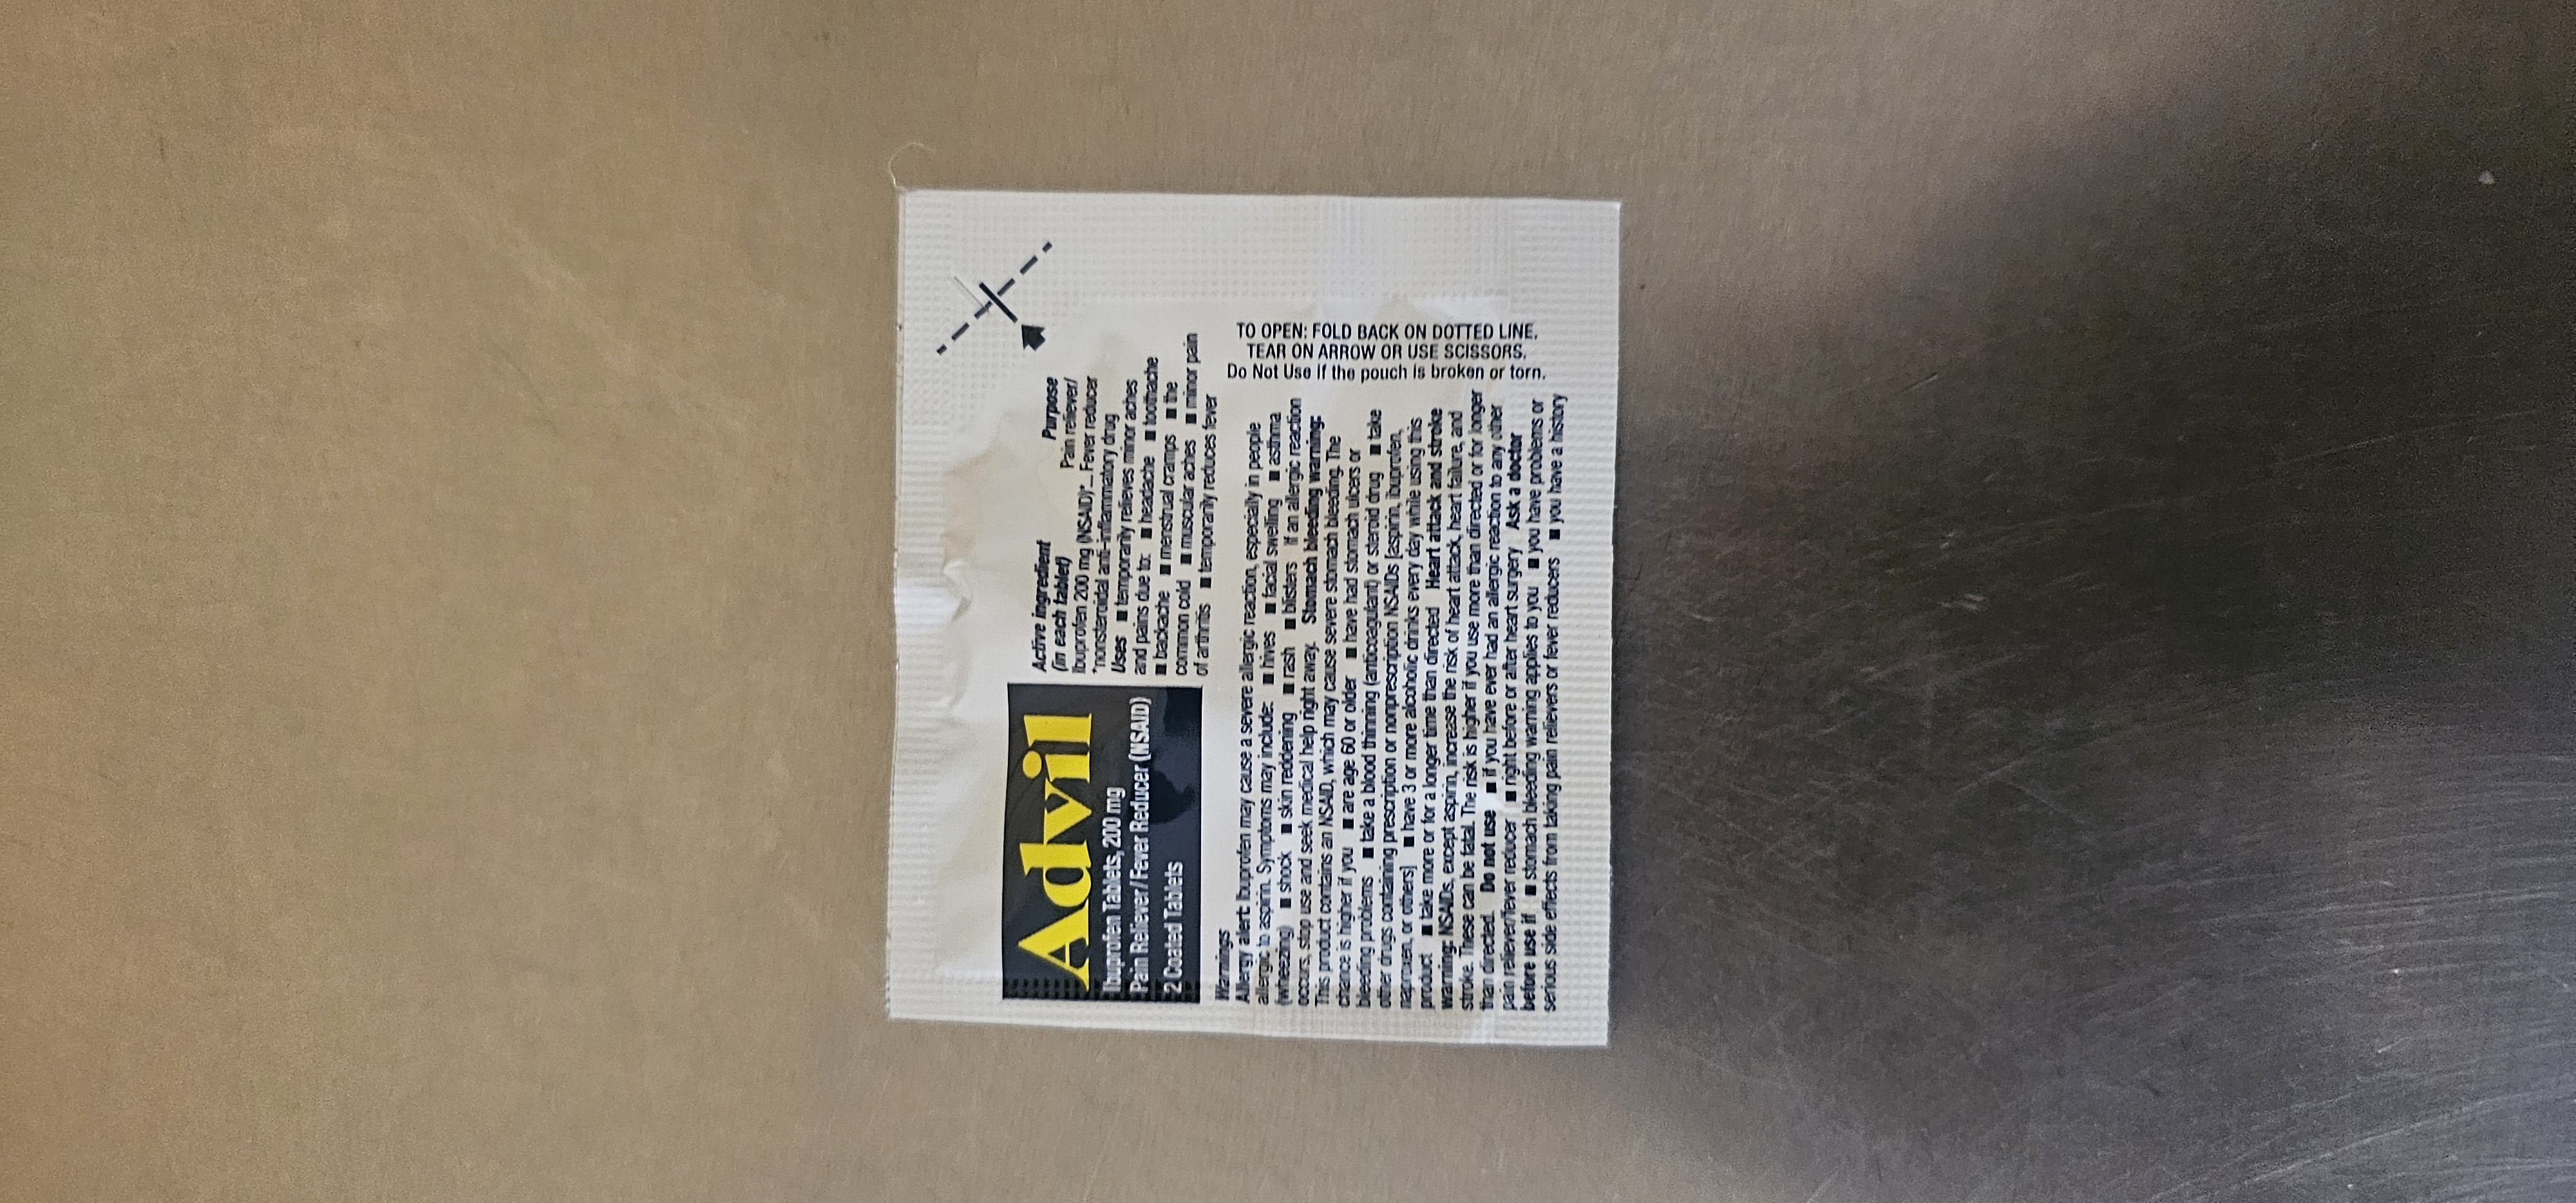 Advil
Ibuprofen Tablets, 200 mg
Pain Reliever/Fever Reducer (NSAID)
2 Coated Tablets
Active ingredient Purpose
(in each tablet) Pain reliever/
Ibuprofen 200 mg (NSAID)*... Fever reducer
*nonsteroidal anti-inflammatory drug
Uses ■ temporarily relieves minor aches
and pains due to: ■ headache ■ toothache
■ backache ■ menstrual cramps ■ the
common cold ■ muscular aches ■ minor pain
of arthritis ■ temporarily reduces fever
Warnings
Allergy alert: Ibuprofen may cause a severe allergic reaction, especially in people
allergic to aspirin. Symptoms may include: ■ hives ■ facial swelling ■ asthma
(wheezing) ■ shock ■ skin reddening ■ rash ■ blisters If an allergic reaction
occurs, stop use and seek medical help right away. Stomach bleeding warning:
This product contains an NSAID, which may cause severe stomach bleeding. The
chance is higher if you ■ are age 60 or older ■ have had stomach ulcers or
bleeding problems ■ take a blood thinning (anticoagulant) or steroid drug ■ take
other drugs containing prescription or nonprescription NSAIDs [aspirin, ibuprofen,
naproxen, or others] ■ have 3 or more alcoholic drinks every day while using this
product ■ take more or for a longer time than directed Heart attack and stroke
warning: NSAIDs, except aspirin, increase the risk of heart attack, heart failure, and
stroke. These can be fatal. The risk is higher if you use more than directed or for longer
than directed. Do not use ■ if you have ever had an allergic reaction to any other
pain reliever/fever reducer ■ right before or after heart surgery Ask a doctor
before use if ■ stomach bleeding warning applies to you ■ you have problems or
serious side effects from taking pain relievers or fever reducers ■ you have a history
TO OPEN: FOLD BACK ON DOTTED LINE.
TEAR ON ARROW OR USE SCISSORS.
Do Not Use if the pouch is broken or torn.